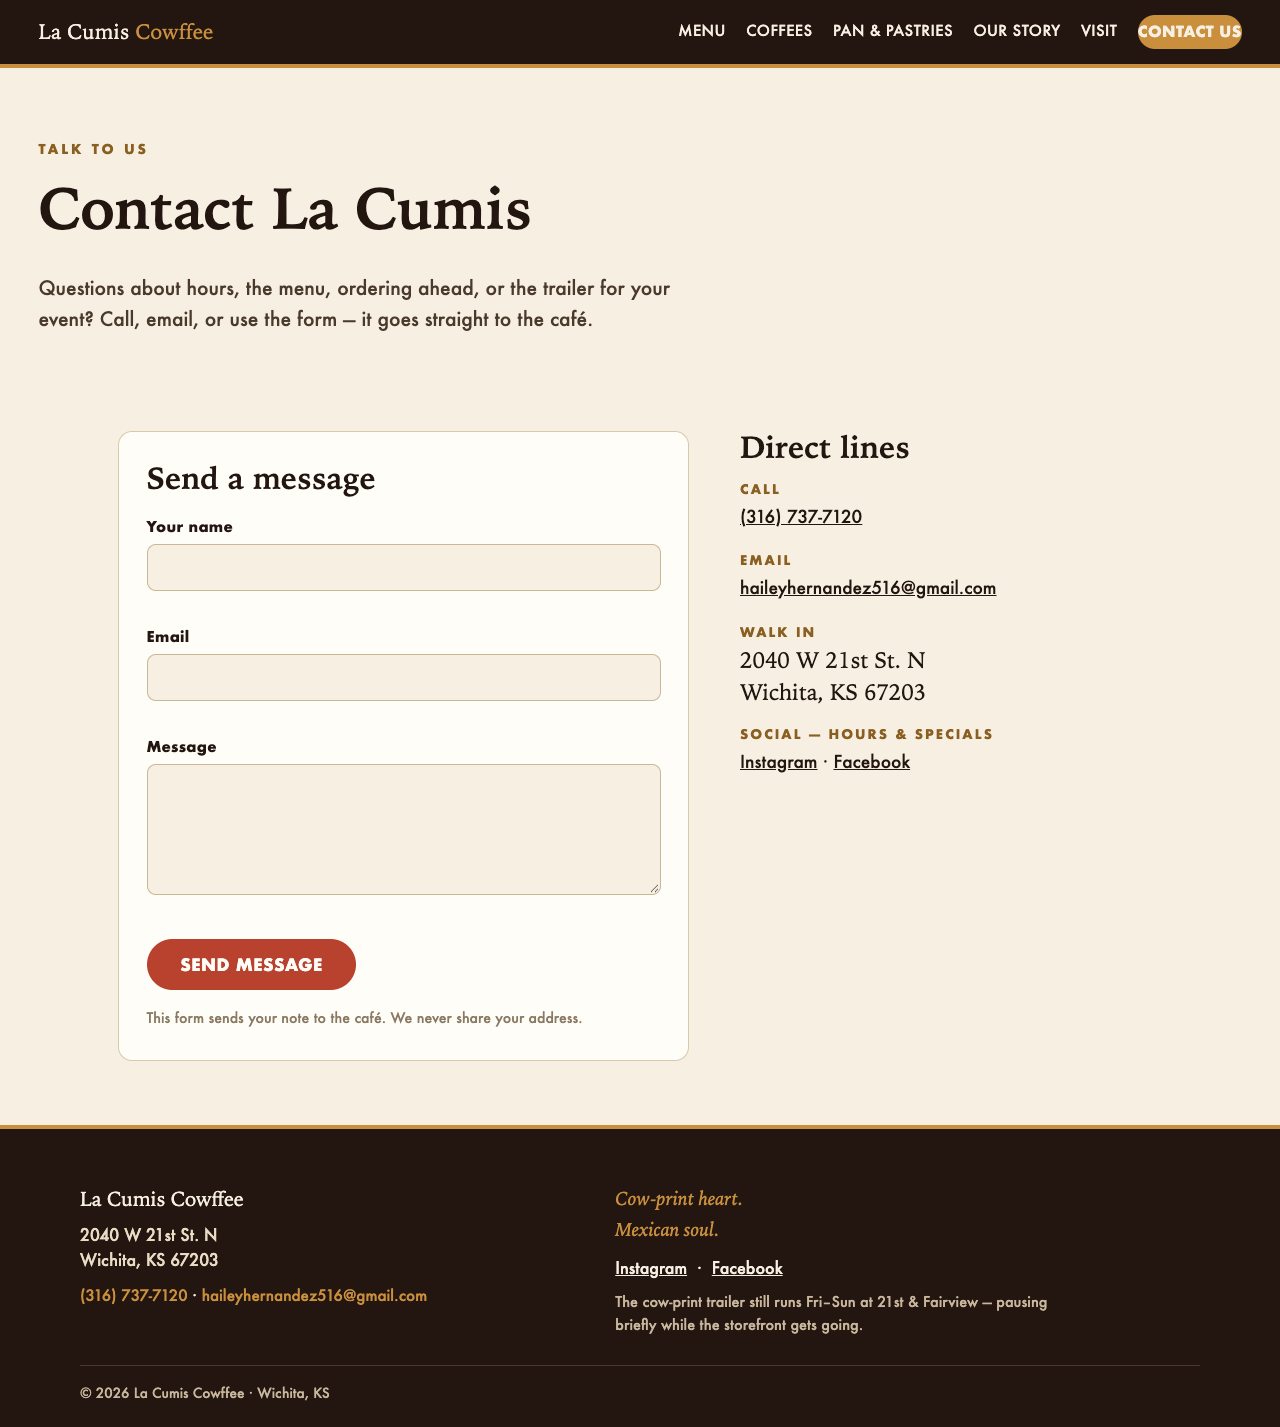 La Cumis Cowffee
MENU
COFFEES
PAN & PASTRIES
OUR STORY
VISIT
CONTACT US
TALK TO US
Contact La Cumis
Questions about hours, the menu, ordering ahead, or the trailer for your
event? Call, email, or use the form — it goes straight to the café.
Send a message
Your name
Email
Message
SEND MESSAGE
This form sends your note to the café. We never share your address.
Direct lines
CALL
(316) 737-7120
EMAIL
haileyhernandez516@gmail.com
WALK IN
2040 W 21st St. N
Wichita, KS 67203
SOCIAL — HOURS & SPECIALS
Instagram · Facebook
La Cumis Cowffee
2040 W 21st St. N
Wichita, KS 67203
(316) 737-7120 · haileyhernandez516@gmail.com
Cow-print heart.
Mexican soul.
Instagram · Facebook
The cow-print trailer still runs Fri–Sun at 21st & Fairview — pausing
briefly while the storefront gets going.
© 2026 La Cumis Cowffee · Wichita, KS